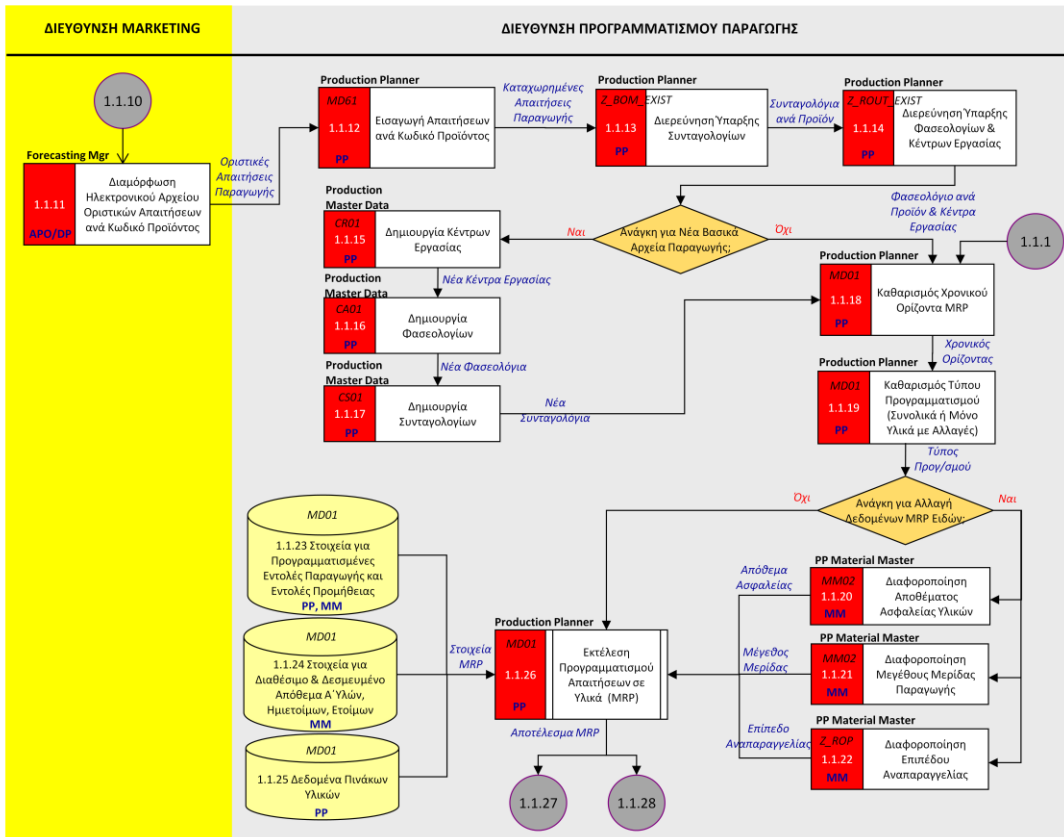 ΔΙΕΥΘΥΝΣΗ MARKETING
ΔΙΕΥΘΥΝΣΗ ΠΡΟΓΡΑΜΜΑΤΙΣΜΟΥ ΠΑΡΑΓΩΓΗΣ
1.1.10
Forecasting Mgr
1.1.11
APO/DP
Διαμόρφωση
Ηλεκτρονικού Αρχείου
Οριστικών Απαιτήσεων
ανά Κωδικό Προϊόντος
Οριστικές
Απαιτήσεις
Παραγωγής
Production Planner
MD61
1.1.12
PP
Εισαγωγή Απαιτήσεων
ανά Κωδικό Προϊόντος
Καταχωρημένες
Απαιτήσεις
Παραγωγής
Production Planner
Z_BOM_EXIST
1.1.13
PP
Διερεύνηση Ύπαρξης
Συνταγολογίων
Συνταγολόγια
ανά Προϊόν
Production Planner
Z_ROUT_EXIST
1.1.14
PP
Διερεύνηση Ύπαρξης
Φασεολογίων &
Κέντρων Εργασίας
Ανάγκη για Νέα Βασικά
Αρχεία Παραγωγής;
Ναι
Όχι
Φασεολόγιο ανά
Προϊόν & Κέντρα
Εργασίας
1.1.1
Production
Master Data
CR01
1.1.15
PP
Δημιουργία Κέντρων
Εργασίας
Νέα Κέντρα Εργασίας
Production
Master Data
CA01
1.1.16
PP
Δημιουργία
Φασεολογίων
Νέα Φασεολόγια
Production
Master Data
CS01
1.1.17
PP
Δημιουργία
Συνταγολογίων
Νέα
Συνταγολόγια
Production Planner
MD01
1.1.18
PP
Καθαρισμός Χρονικού
Ορίζοντα MRP
Χρονικός
Ορίζοντας
Production Planner
MD01
1.1.19
PP
Καθαρισμός Τύπου
Προγραμματισμού
(Συνολικά ή Μόνο
Υλικά με Αλλαγές)
Τύπος
Προγ/σμού
Ανάγκη για Αλλαγή
Δεδομένων MRP Ειδών;
Όχι
Ναι
MD01
1.1.23 Στοιχεία για
Προγραμματισμένες
Εντολές Παραγωγής και
Εντολές Προμήθειας
PP, MM
MD01
1.1.24 Στοιχεία για
Διαθέσιμο & Δεσμευμένο
Απόθεμα Α΄Υλών,
Ημιετοίμων, Ετοίμων
MM
MD01
1.1.25 Δεδομένα Πινάκων
Υλικών
PP
Στοιχεία
MRP
Production Planner
MD01
1.1.26
PP
Εκτέλεση
Προγραμματισμού
Απαιτήσεων σε
Υλικά (MRP)
Αποτέλεσμα MRP
1.1.27
1.1.28
PP Material Master
MM02
1.1.20
MM
Διαφοροποίηση
Αποθέματος
Ασφαλείας Υλικών
Απόθεμα
Ασφαλείας
PP Material Master
MM02
1.1.21
MM
Διαφοροποίηση
Μεγέθους Μερίδας
Παραγωγής
Μέγεθος
Μερίδας
PP Material Master
Z_ROP
1.1.22
MM
Διαφοροποίηση
Επιπέδου
Αναπαραγγελίας
Επίπεδο
Αναπαραγγελίας